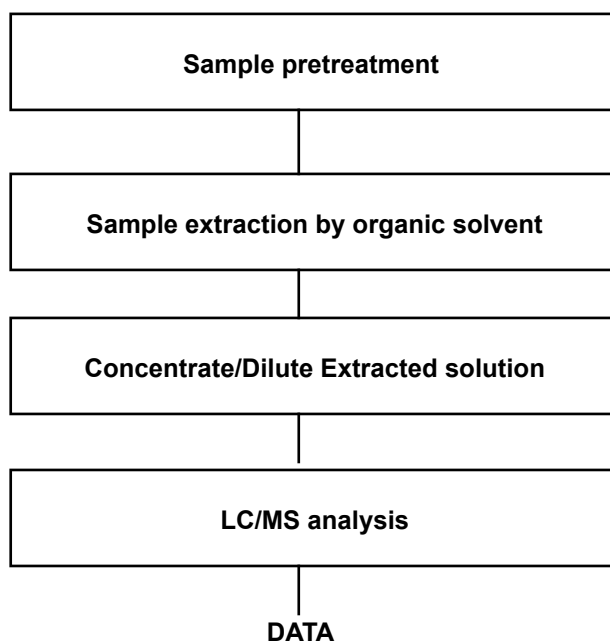 Sample pretreatment
Sample extraction by organic solvent
Concentrate/Dilute Extracted solution
LC/MS analysis
DATA